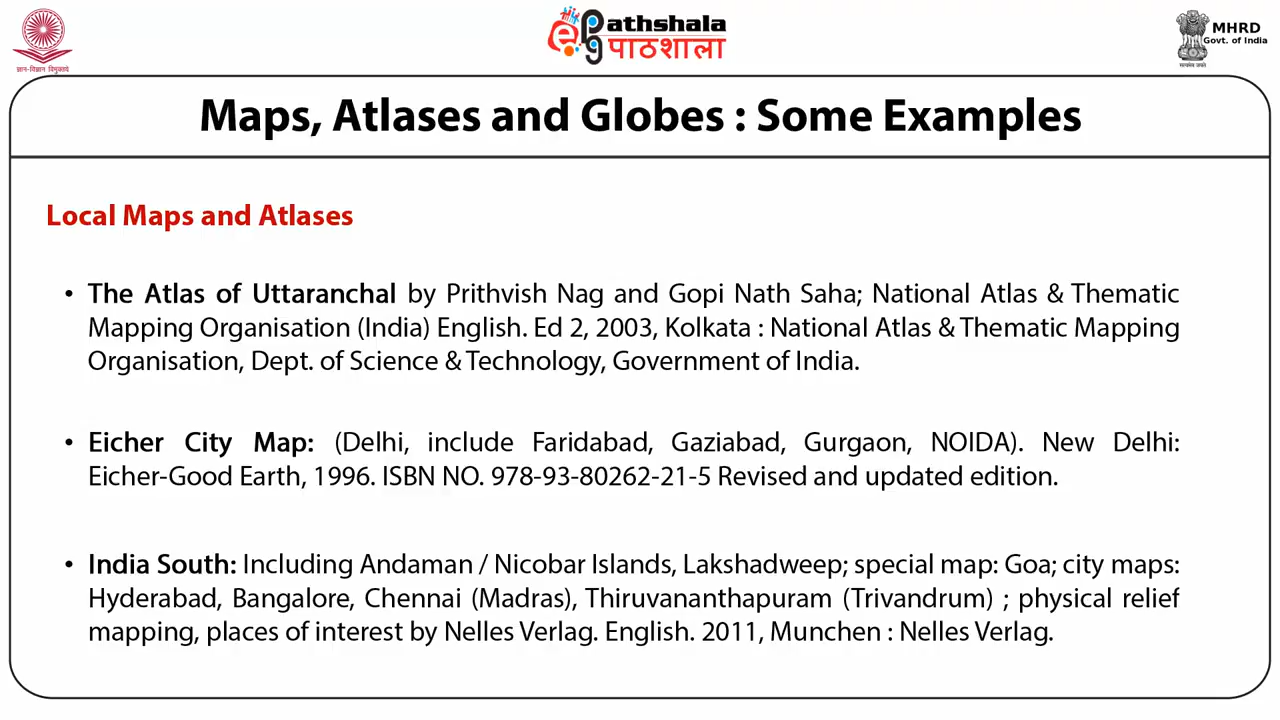 ज्ञान-विज्ञान विमुक्तये
ePathshala
पाठशाला
MHRD
Govt. of India
सत्यमेव जयते
Maps, Atlases and Globes : Some Examples
Local Maps and Atlases
• The Atlas of Uttaranchal by Prithvish Nag and Gopi Nath Saha; National Atlas & Thematic
Mapping Organisation (India) English. Ed 2, 2003, Kolkata : National Atlas & Thematic Mapping
Organisation, Dept. of Science & Technology, Government of India.
• Eicher City Map: (Delhi, include Faridabad, Gaziabad, Gurgaon, NOIDA). New Delhi:
Eicher-Good Earth, 1996. ISBN NO. 978-93-80262-21-5 Revised and updated edition.
• India South: Including Andaman / Nicobar Islands, Lakshadweep; special map: Goa; city maps:
Hyderabad, Bangalore, Chennai (Madras), Thiruvananthapuram (Trivandrum) ; physical relief
mapping, places of interest by Nelles Verlag. English. 2011, Munchen : Nelles Verlag.